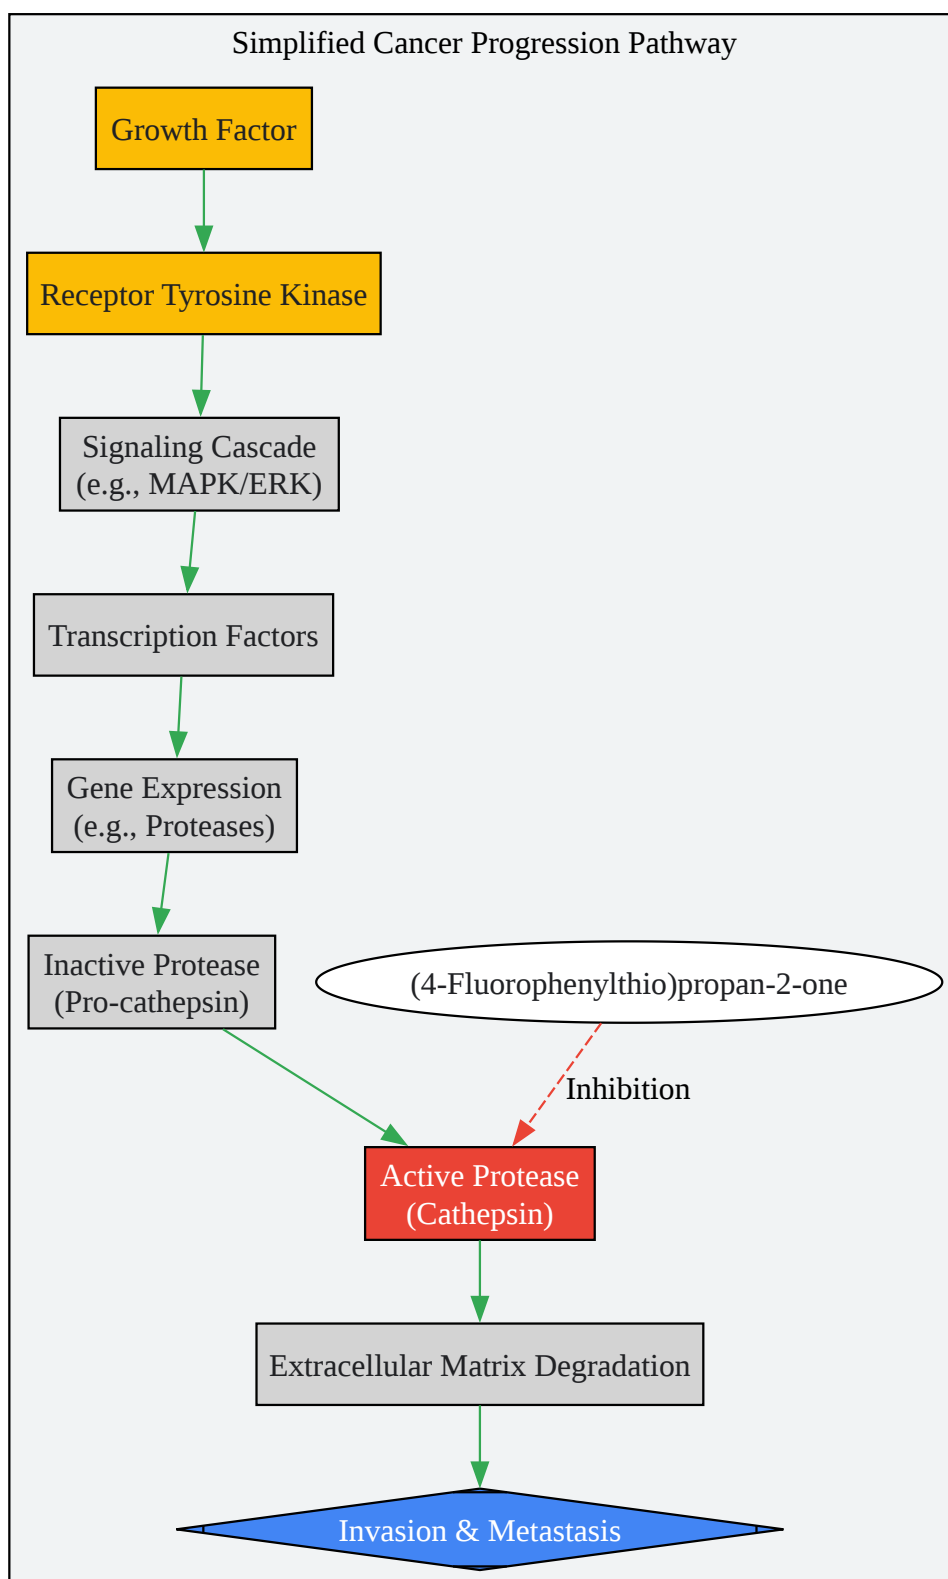 Simplified Cancer Progression Pathway
Growth Factor
Receptor Tyrosine Kinase
Signaling Cascade
(e.g., MAPK/ERK)
Transcription Factors
Gene Expression
(e.g., Proteases)
Inactive Protease
(Pro-cathepsin)
(4-Fluorophenylthio)propan-2-one
Inhibition
Active Protease
(Cathepsin)
Extracellular Matrix Degradation
Invasion & Metastasis